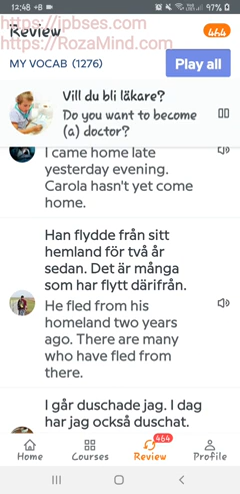 12:48 +B
97%
https://jpbses.com
Review
464
https://RozaMind.com
MY VOCAB (1276)
Play all
Vill du bli läkare?
Do you want to become
(a) doctor?
I came home late
yesterday evening.
Carola hasn't yet come
home.
Han flydde från sitt
hemland för två år
sedan. Det är många
som har flytt därifrån.
He fled from his
homeland two years
ago. There are many
who have fled from
there.
I går duschade jag. I dag
har jag också duschat.
464
Home
Courses
Review
Profile